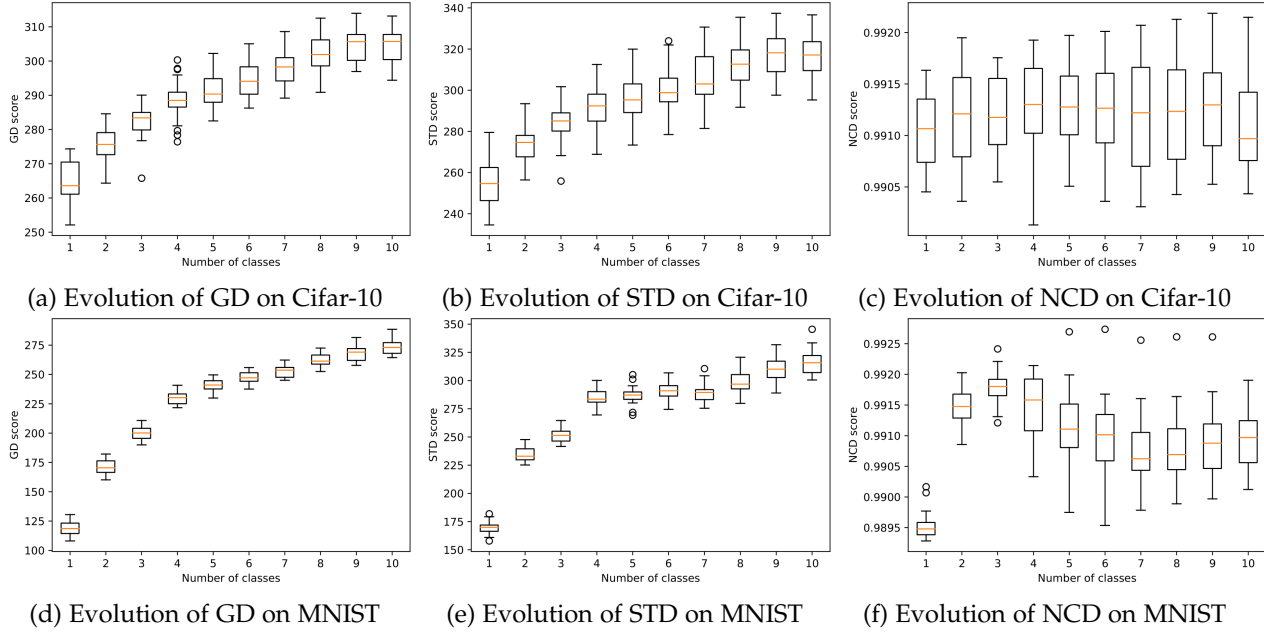 310
300
290
280
270
260
250
GD score
1 2 3 4 5 6 7 8 9 10
Number of classes
(a) Evolution of GD on Cifar-10
340
320
300
280
260
240
STD score
1 2 3 4 5 6 7 8 9 10
Number of classes
(b) Evolution of STD on Cifar-10
0.9920
0.9915
0.9910
0.9905
NCD score
1 2 3 4 5 6 7 8 9 10
Number of classes
(c) Evolution of NCD on Cifar-10
275
250
225
200
175
150
125
100
GD score
1 2 3 4 5 6 7 8 9 10
Number of classes
(d) Evolution of GD on MNIST
350
325
300
275
250
225
200
175
150
STD score
1 2 3 4 5 6 7 8 9 10
Number of classes
(e) Evolution of STD on MNIST
0.9925
0.9920
0.9915
0.9910
0.9905
0.9900
0.9895
NCD score
1 2 3 4 5 6 7 8 9 10
Number of classes
(f) Evolution of NCD on MNIST